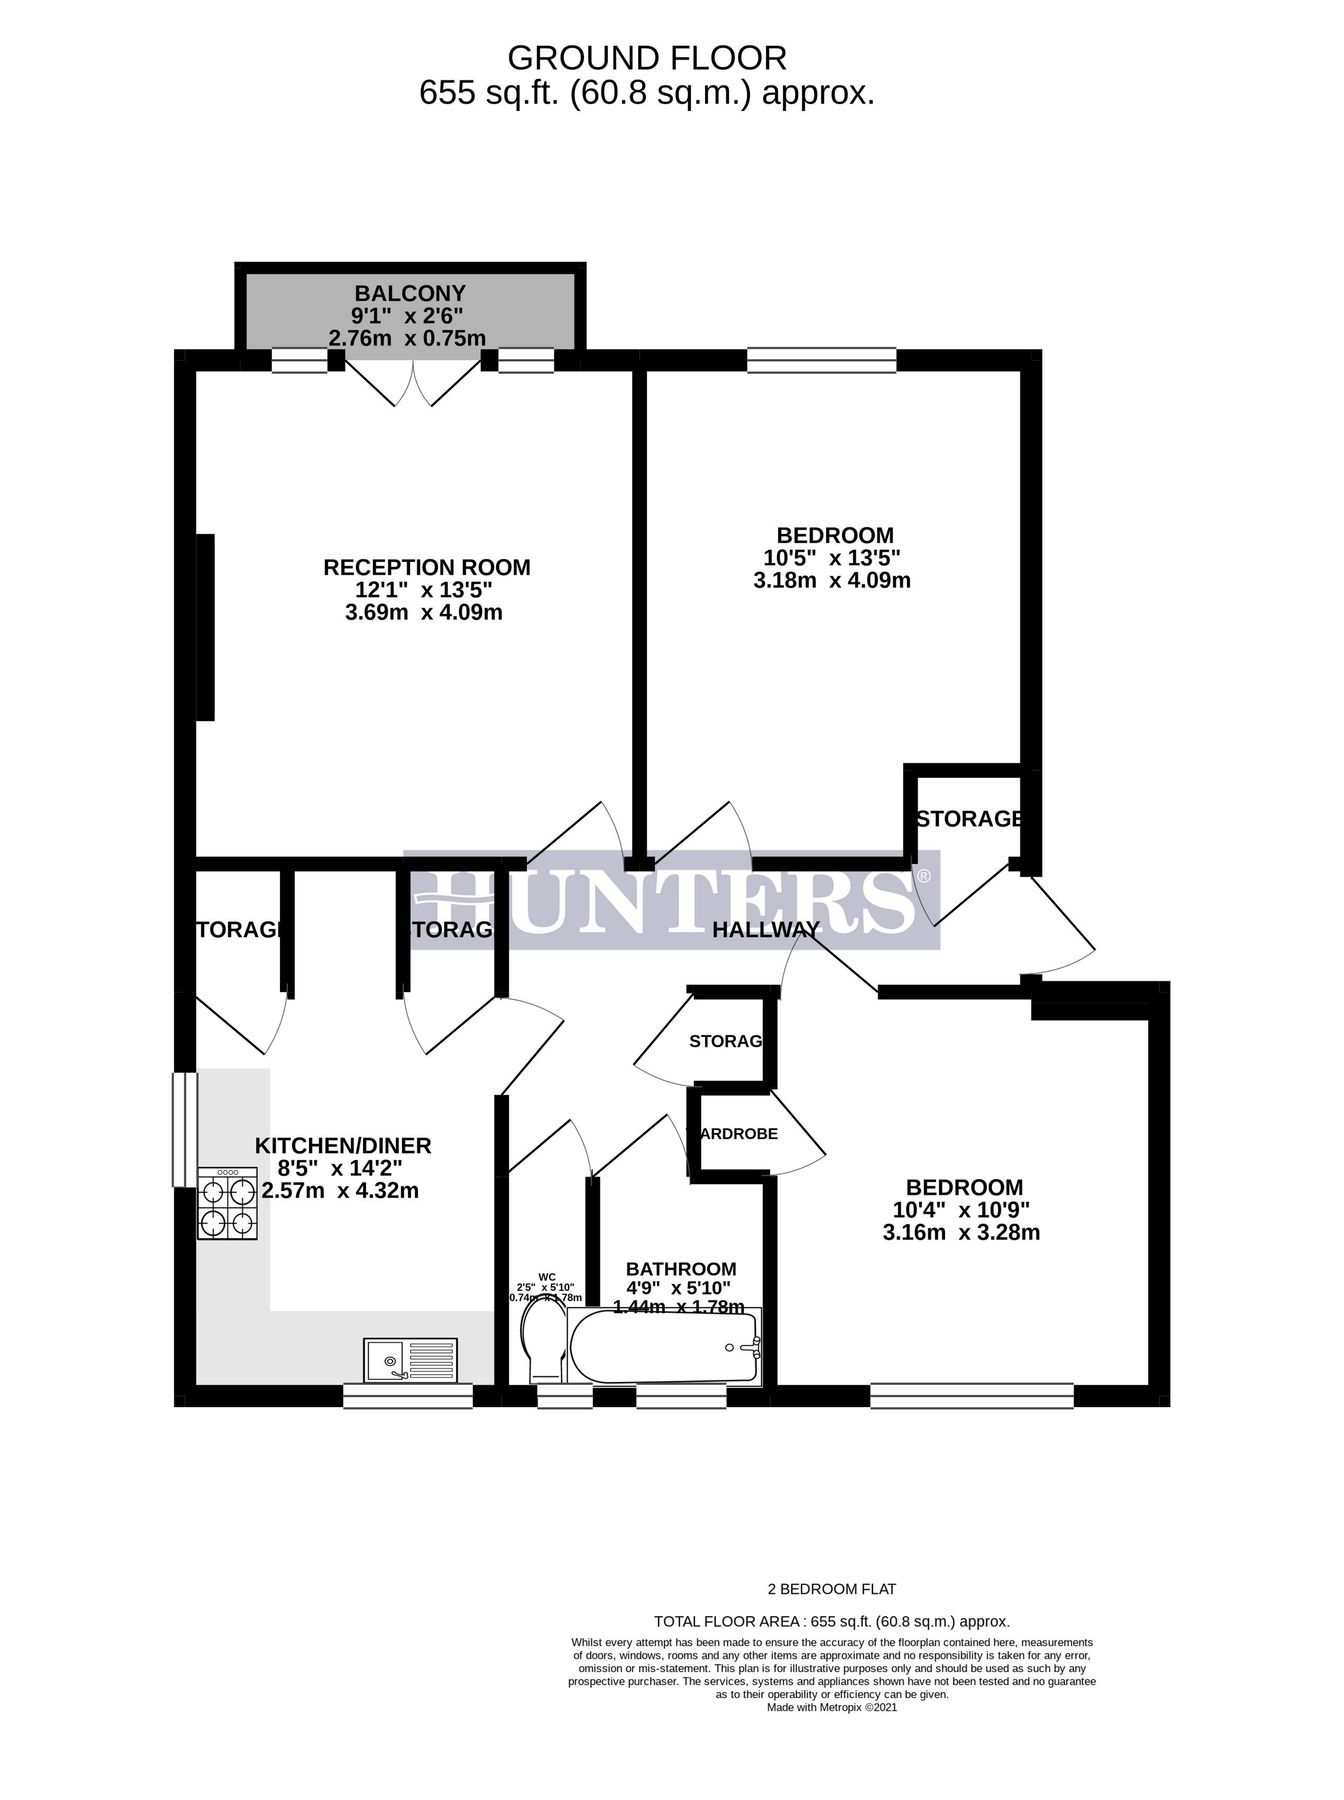 GROUND FLOOR
655 sq.ft. (60.8 sq.m.) approx.
BALCONY
9'1" x 2'6"
2.76m x 0.75m
RECEPTION ROOM
12'1" x 13'5"
3.69m x 4.09m
BEDROOM
10'5" x 13'5"
3.18m x 4.09m
STORAGE
HUNTERS®
TORAG
TORAG
HALLWAY
STORAG
ARDROBE
KITCHEN/DINER
8'5" x 14'2"
2.57m x 4.32m
BEDROOM
10'4" x 10'9"
3.16m x 3.28m
WC
2'5" x 5'10"
0.74m x 1.78m
BATHROOM
4'9" x 5'10"
1.44m x 1.78m
2 BEDROOM FLAT
TOTAL FLOOR AREA : 655 sq.ft. (60.8 sq.m.) approx.
Whilst every attempt has been made to ensure the accuracy of the floorplan contained here, measurements
of doors, windows, rooms and any other items are approximate and no responsibility is taken for any error,
omission or mis-statement. This plan is for illustrative purposes only and should be used as such by any
prospective purchaser. The services, systems and appliances shown have not been tested and no guarantee
as to their operability or efficiency can be given.
Made with Metropix ©2021